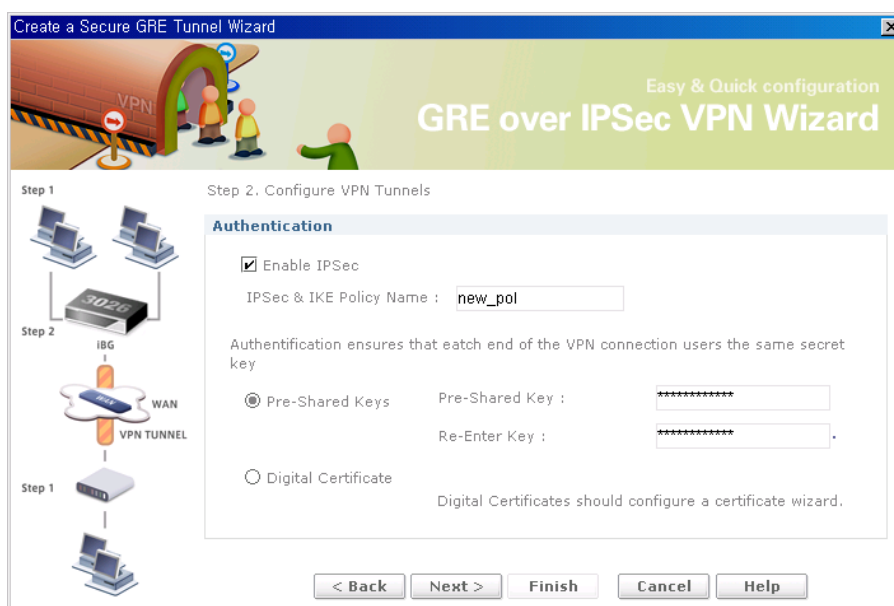 Create a Secure GRE Tunnel Wizard
VPN
Easy & Quick configuration
GRE over IPSec VPN Wizard
Step 1
Step 2. Configure VPN Tunnels
Authentication
Enable IPSec
3026
IPSec & IKE Policy Name : new_pol
Step 2
iBG
Authentification ensures that eatch end of the VPN connection users the same secret
key
Pre-Shared Keys
Pre-Shared Key : ************
WAN
WAN
VPN TUNNEL
Re-Enter Key : ************
Digital Certificate
Step 1
Digital Certificates should configure a certificate wizard.
< Back
Next >
Finish
Cancel
Help